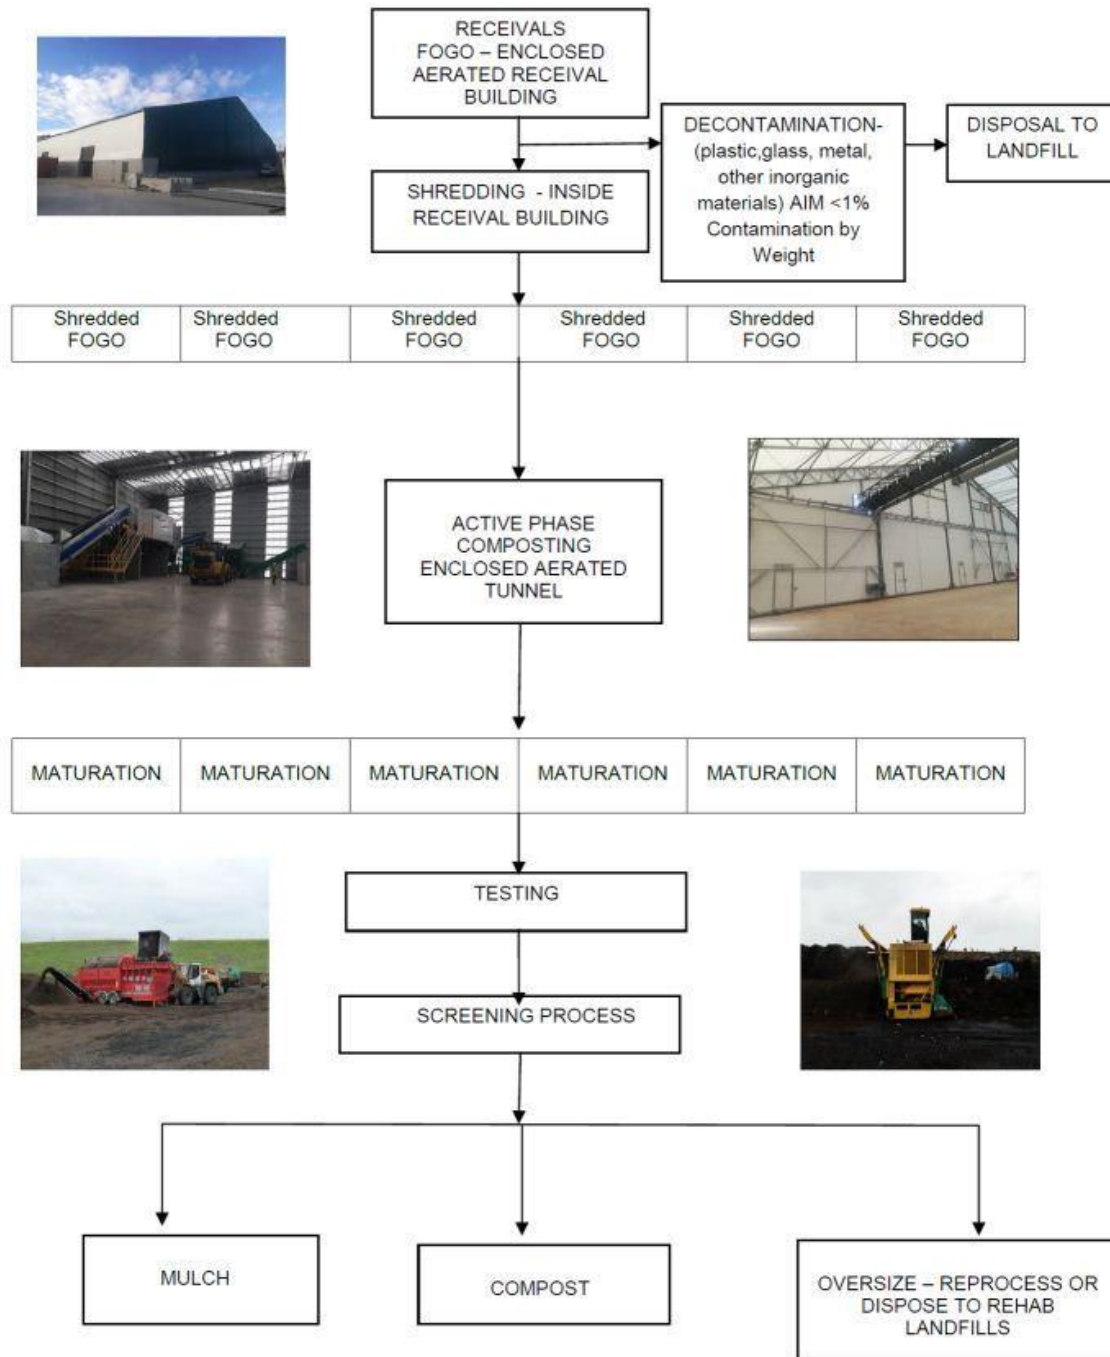 RECEIVALS
FOGO – ENCLOSED
AERATED RECEIVAL
BUILDING
DECONTAMINATION-
(plastic,glass, metal,
other inorganic
materials) AIM <1%
Contamination by
Weight
DISPOSAL TO
LANDFILL
SHREDDING - INSIDE
RECEIVAL BUILDING
Shredded
FOGO
Shredded
FOGO
Shredded
FOGO
Shredded
FOGO
Shredded
FOGO
Shredded
FOGO
ACTIVE PHASE
COMPOSTING
ENCLOSED AERATED
TUNNEL
MATURATION
MATURATION
MATURATION
MATURATION
MATURATION
MATURATION
TESTING
SCREENING PROCESS
MULCH
COMPOST
OVERSIZE – REPROCESS OR
DISPOSE TO REHAB
LANDFILLS